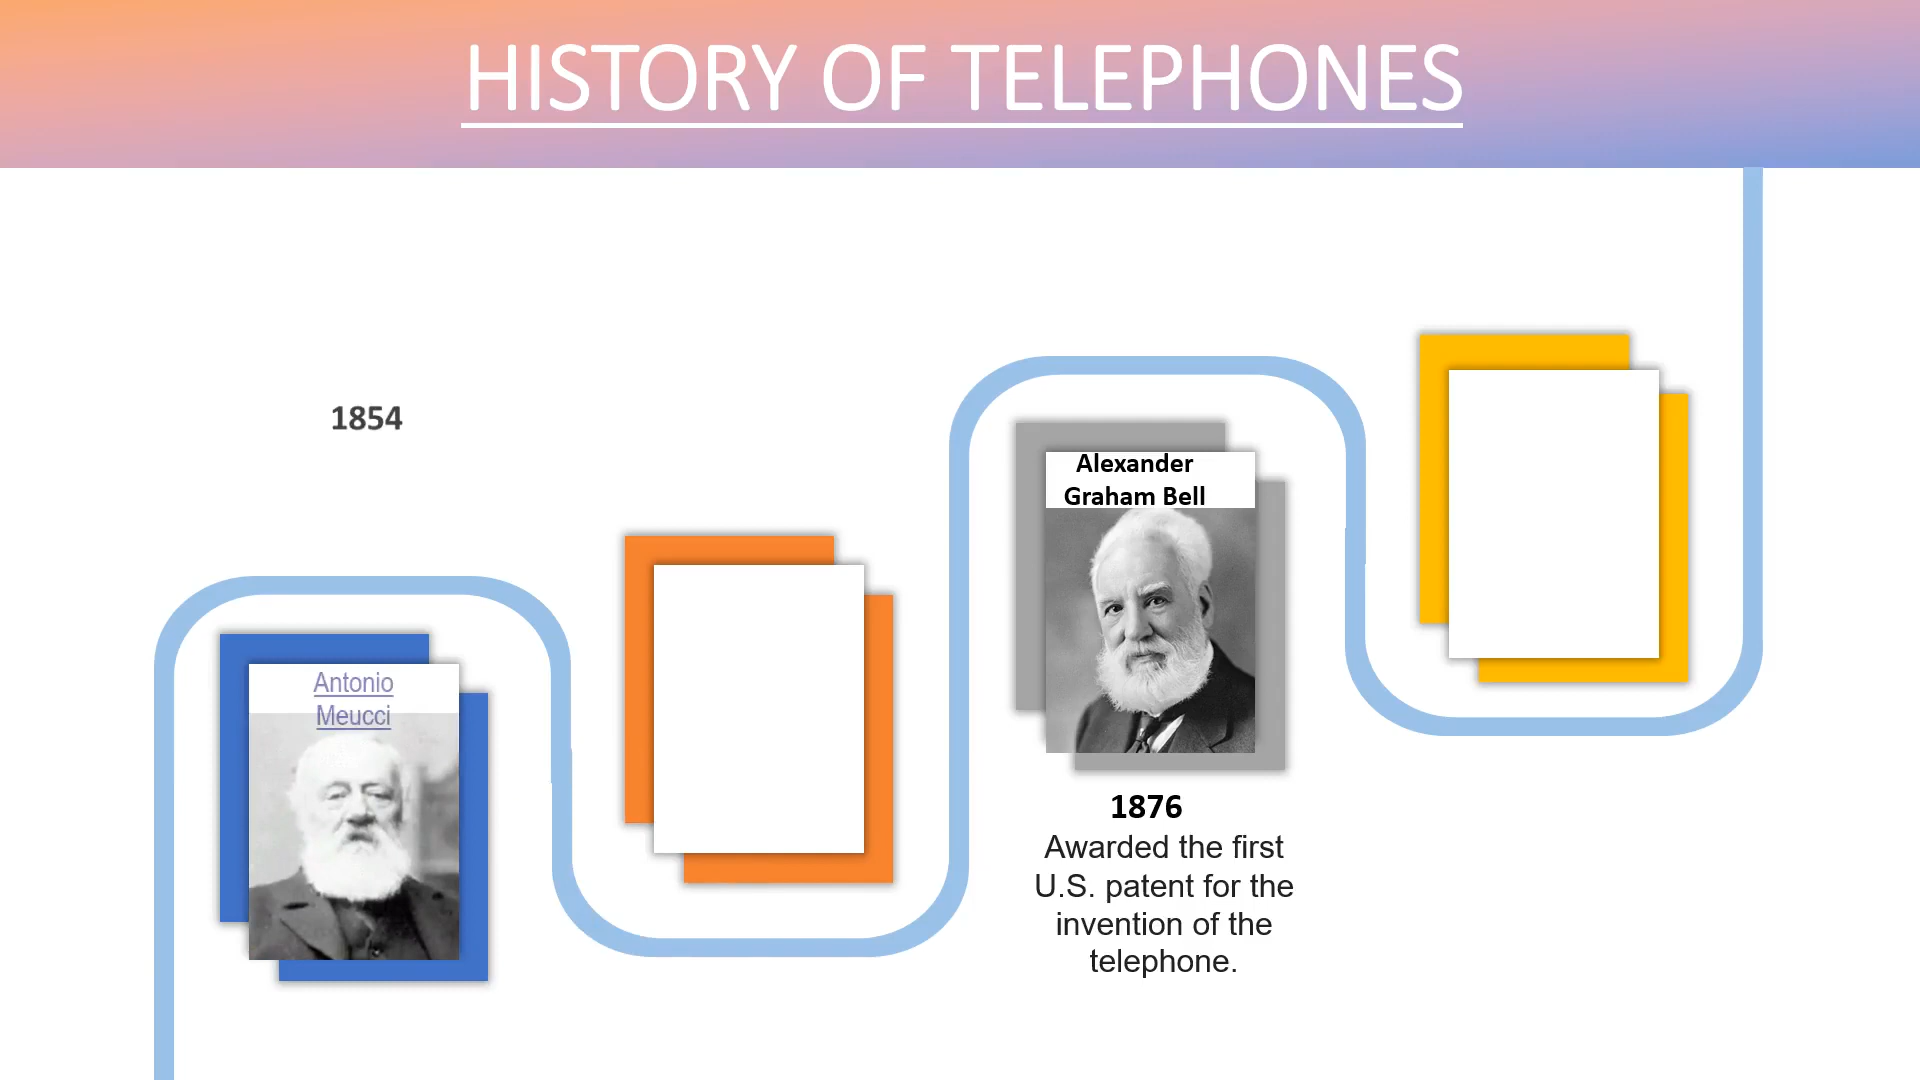 HISTORY OF TELEPHONES
1854
Antonio
Meucci
Alexander
Graham Bell
1876
Awarded the first
U.S. patent for the
invention of the
telephone.